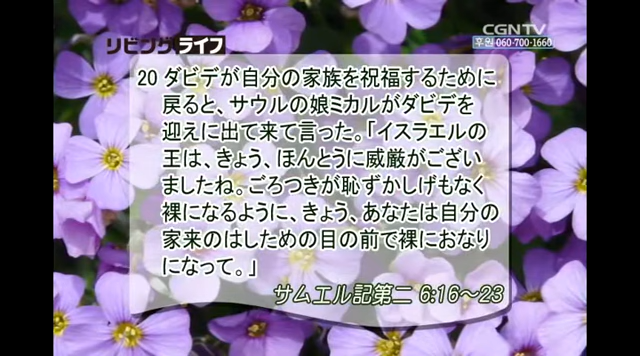 リビングライフ
CGNTV
후원 060-700-1660
20 ダビデが自分の家族を祝福するために
戻ると、サウルの娘ミカルがダビデを
迎えに出て来て言った。「イスラエルの
王は、きょう、ほんとうに威厳がござい
ましたね。ごろつきが恥ずかしげもなく
裸になるように、きょう、あなたは自分の
家来のはしための目の前で裸におなり
になって。」
サムエル記第二 6:16~23